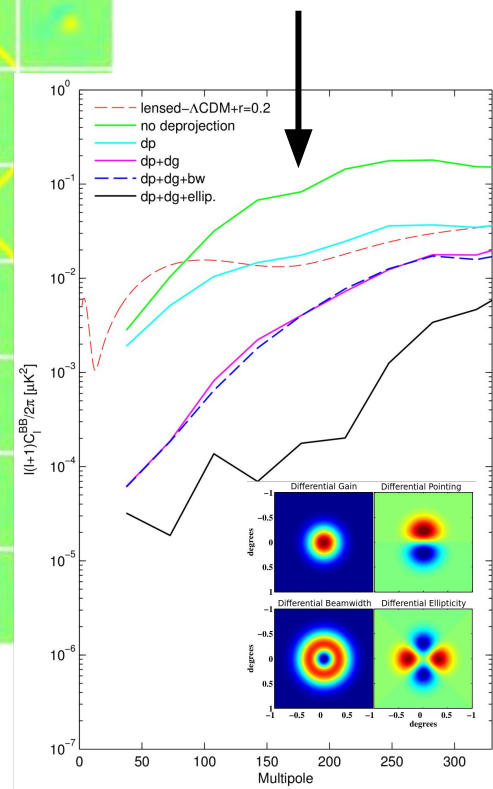 10^0
10^-1
10^-2
10^-3
10^-4
10^-5
10^-6
10^-7
l(l+1)C_l^BB/2π [μK^2]
lensed−ΛCDM+r=0.2
no deprojection
dp
dp+dg
dp+dg+bw
dp+dg+ellip.
Differential Gain Differential Pointing
−1
−0.5
0
0.5
1
degrees
Differential Beamwidth Differential Ellipticity
−1
−0.5
0
0.5
1
degrees
−1 −0.5 0 0.5 −1 −0.5 0 0.5 1
degrees
0 50 100 150 200 250 300
Multipole